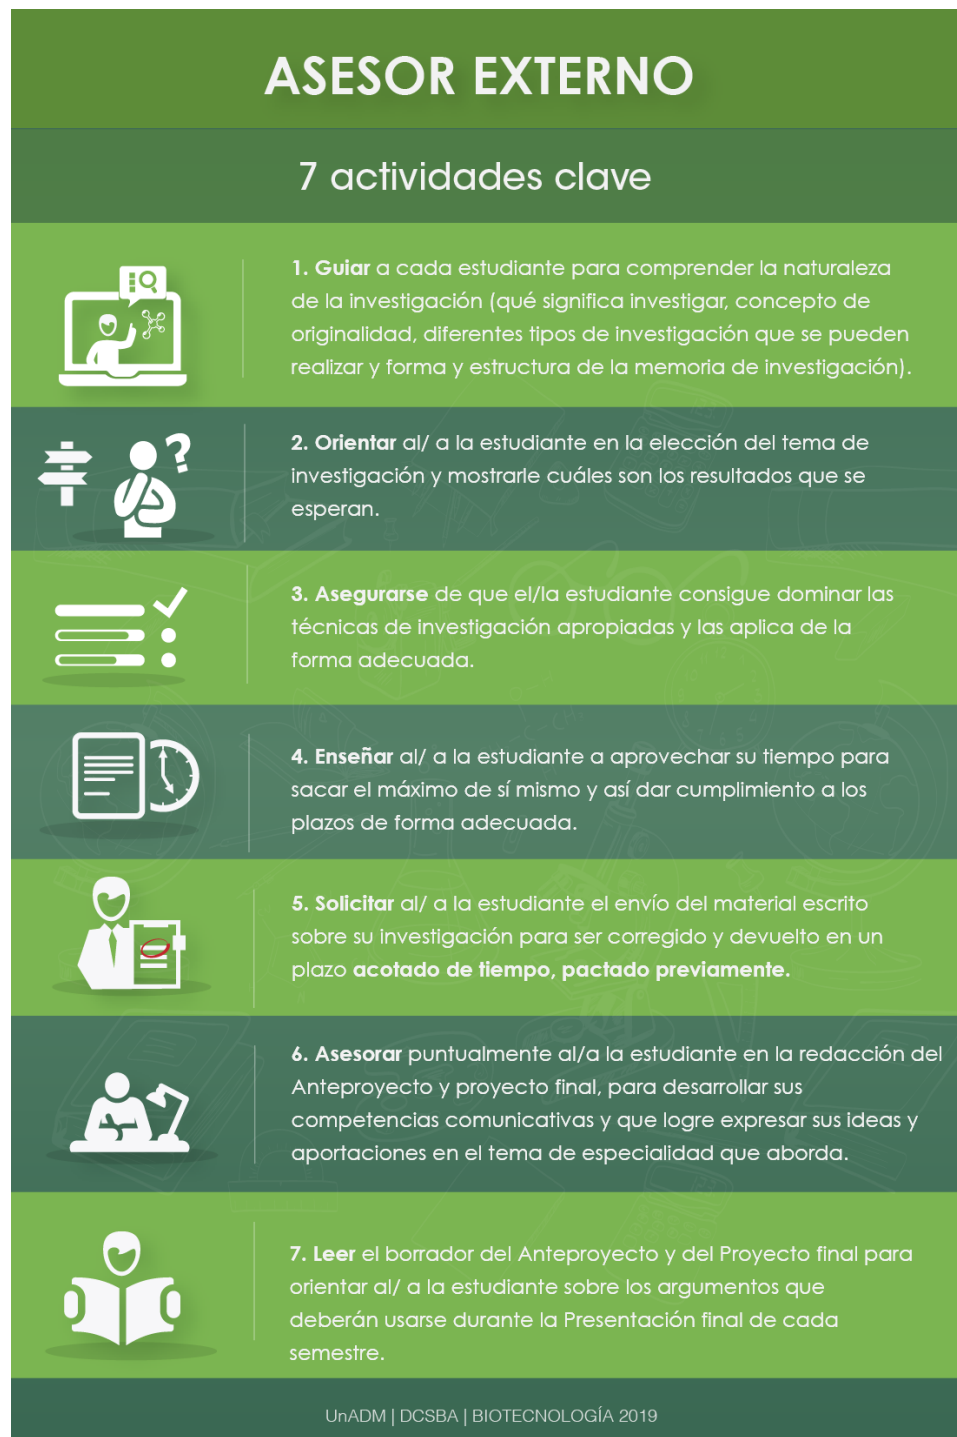 ASESOR EXTERNO
7 actividades clave
1. Guiar a cada estudiante para comprender la naturaleza
de la investigación (qué significa investigar, concepto de
originalidad, diferentes tipos de investigación que se pueden
realizar y forma y estructura de la memoria de investigación).
2. Orientar al/ a la estudiante en la elección del tema de
investigación y mostrarle cuáles son los resultados que se
esperan.
3. Asegurarse de que el/la estudiante consigue dominar las
técnicas de investigación apropiadas y las aplica de la
forma adecuada.
4. Enseñar al/ a la estudiante a aprovechar su tiempo para
sacar el máximo de sí mismo y así dar cumplimiento a los
plazos de forma adecuada.
5. Solicitar al/ a la estudiante el envío del material escrito
sobre su investigación para ser corregido y devuelto en un
plazo acotado de tiempo, pactado previamente.
6. Asesorar puntualmente al/a la estudiante en la redacción del
Anteproyecto y proyecto final, para desarrollar sus
competencias comunicativas y que logre expresar sus ideas y
aportaciones en el tema de especialidad que aborda.
7. Leer el borrador del Anteproyecto y del Proyecto final para
orientar al/ a la estudiante sobre los argumentos que
deberán usarse durante la Presentación final de cada
semestre.
UnADM | DCSBA | BIOTECNOLOGÍA 2019